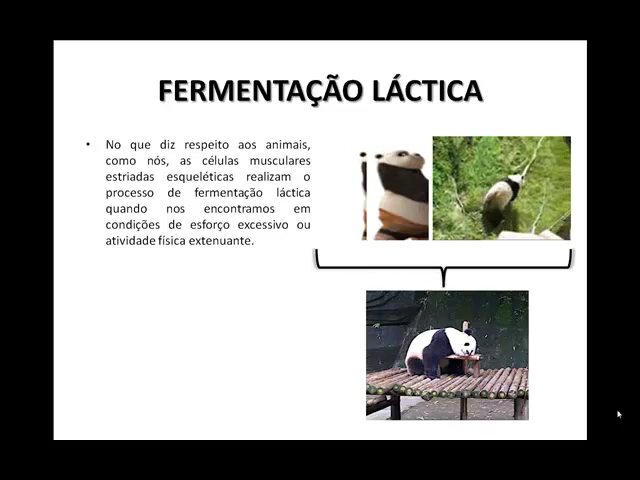 FERMENTAÇÃO LÁCTICA
• No que diz respeito aos animais,
como nós, as células musculares
estriadas esqueléticas realizam o
processo de fermentação láctica
quando nos encontramos em
condições de esforço excessivo ou
atividade física extenuante.